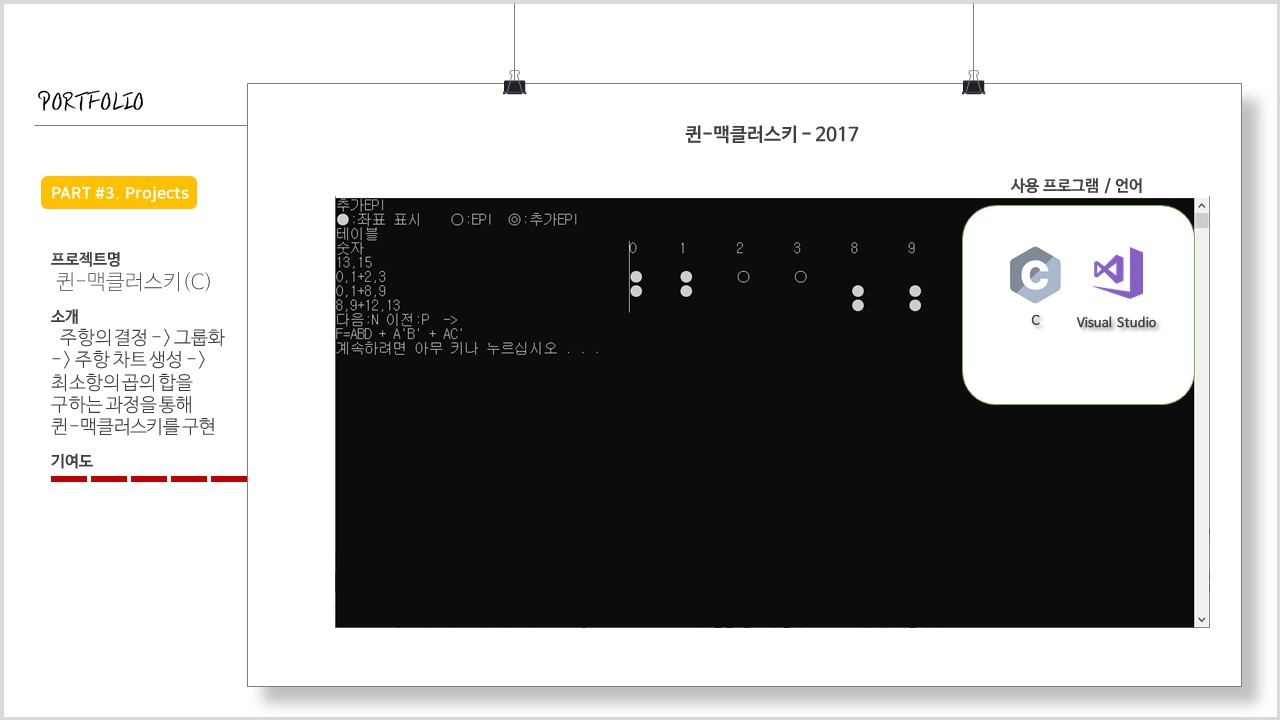 PORTFOLIO
퀸-맥클러스키 - 2017
PART #3. Projects
프로젝트명
퀸-맥클러스키(C)
소개
주항의 결정 -> 그룹화
-> 주항 차트 생성 ->
최소항의 곱의 합을
구하는 과정을 통해
퀸-맥클러스키를 구현
기여도
사용 프로그램 / 언어
C
Visual Studio
추가EPI
●:좌표 표시 ○:EPI ◎:추가EPI
테이블
숫자 0 1 2 3 8 9
13,15
0,1+2,3 ● ● ○ ○
0,1+8,9 ● ● ● ●
8,9+12,13 ● ●
다음:N 이전:P ->
F=ABD + A'B' + AC'
계속하려면 아무 키나 누르십시오 . . .